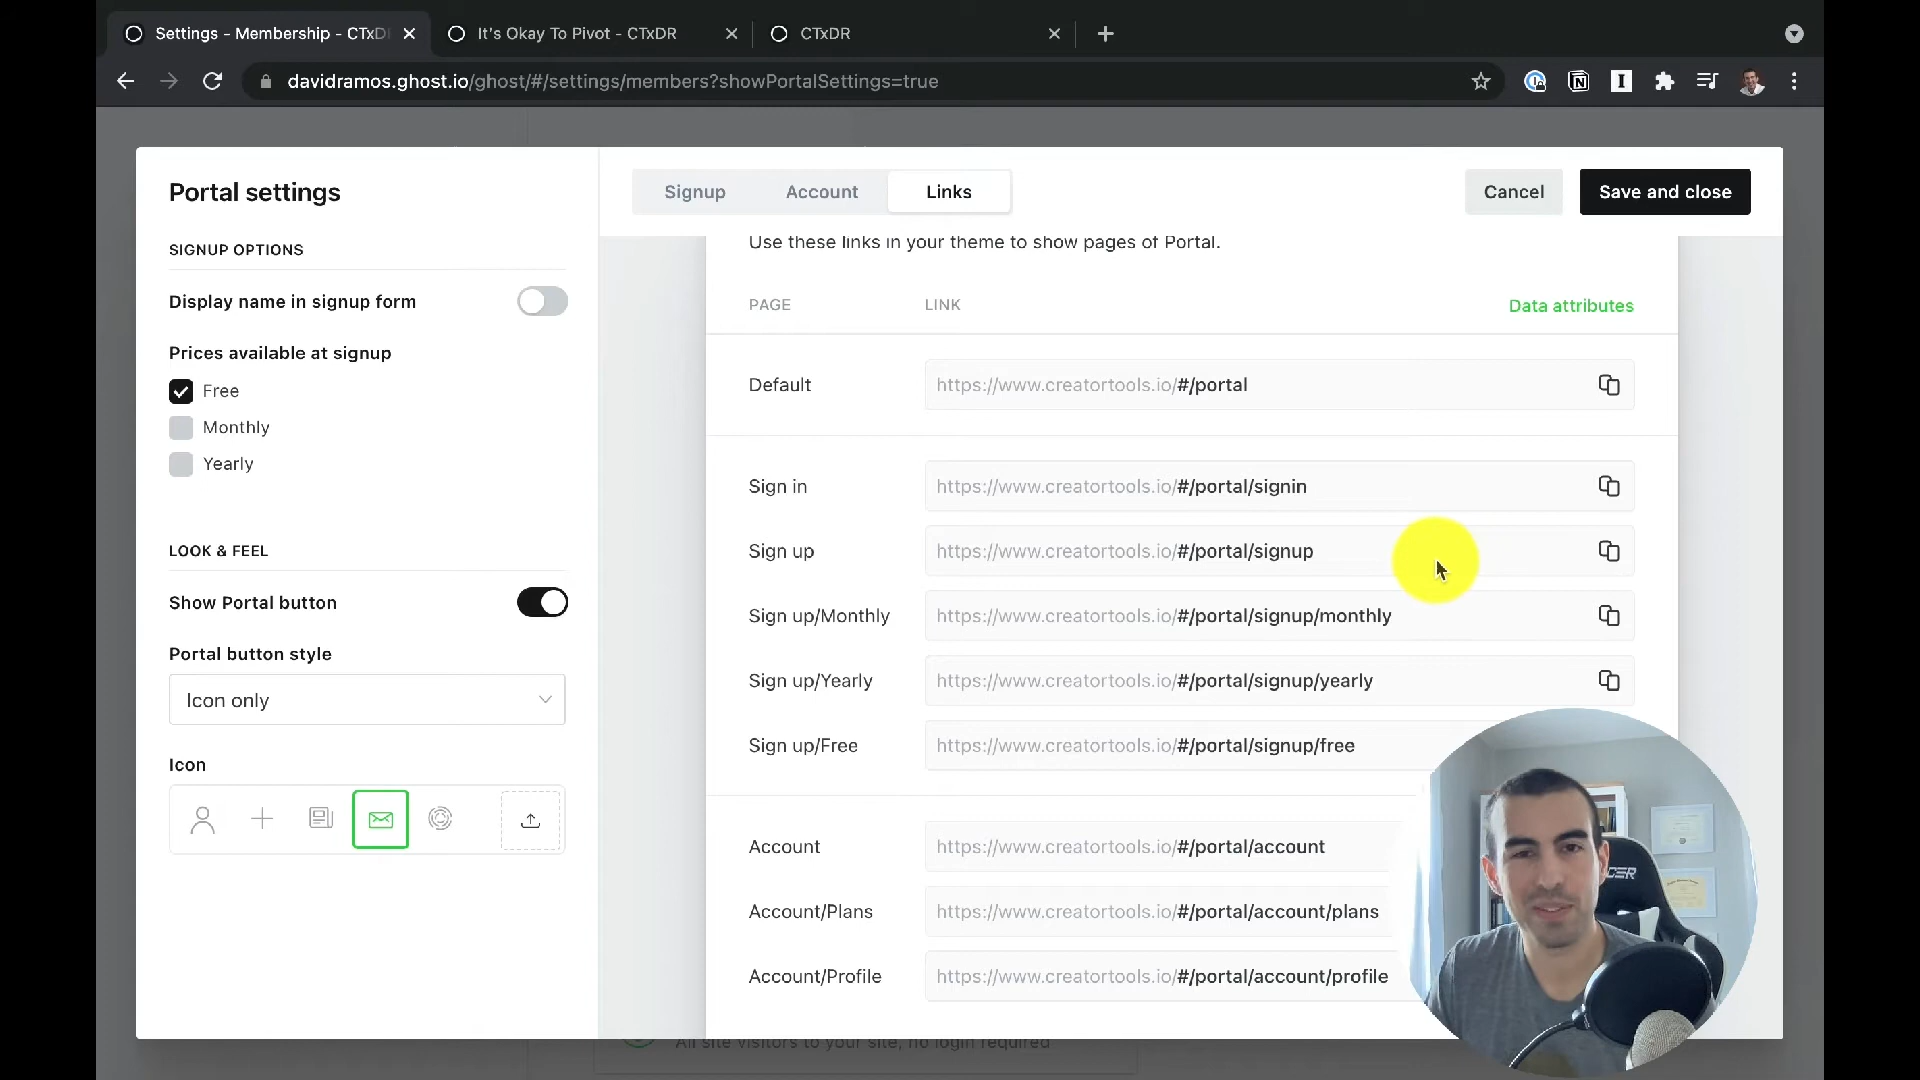 Settings - Membership - CTxD
It's Okay To Pivot - CTxDR
CTxDR
davidramos.ghost.io/ghost/#/settings/members?showPortalSettings=true
Portal settings
Signup
Account
Links
Cancel
Save and close
SIGNUP OPTIONS
Use these links in your theme to show pages of Portal.
Display name in signup form
PAGE
LINK
Data attributes
Prices available at signup
Free
Monthly
Yearly
Default
https://www.creatortools.io/#/portal
Sign in
https://www.creatortools.io/#/portal/signin
Sign up
https://www.creatortools.io/#/portal/signup
Sign up/Monthly
https://www.creatortools.io/#/portal/signup/monthly
Sign up/Yearly
https://www.creatortools.io/#/portal/signup/yearly
Sign up/Free
https://www.creatortools.io/#/portal/signup/free
LOOK & FEEL
Show Portal button
Portal button style
Icon only
Icon
Account
https://www.creatortools.io/#/portal/account
Account/Plans
https://www.creatortools.io/#/portal/account/plans
Account/Profile
https://www.creatortools.io/#/portal/account/profile
All site visitors to your site, no login required